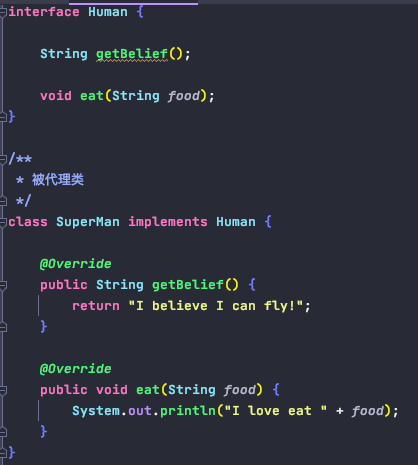 interface Human {
String getBelief();
void eat(String food);
}
/**
* 被代理类
*/
class SuperMan implements Human {
@Override
public String getBelief() {
return "I believe I can fly!";
}
@Override
public void eat(String food) {
System.out.println("I love eat " + food);
}
}